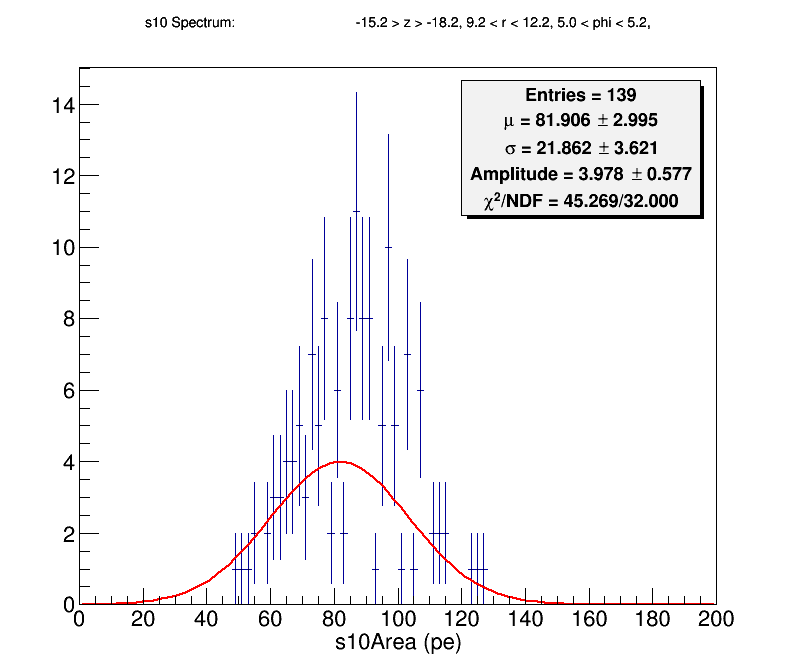 s10 Spectrum: -15.2 > z > -18.2, 9.2 < r < 12.2, 5.0 < phi < 5.2,
Entries = 139
μ = 81.906 ± 2.995
σ = 21.862 ± 3.621
Amplitude = 3.978 ± 0.577
χ²/NDF = 45.269/32.000
14
12
10
8
6
4
2
0
0 20 40 60 80 100 120 140 160 180 200
s10Area (pe)